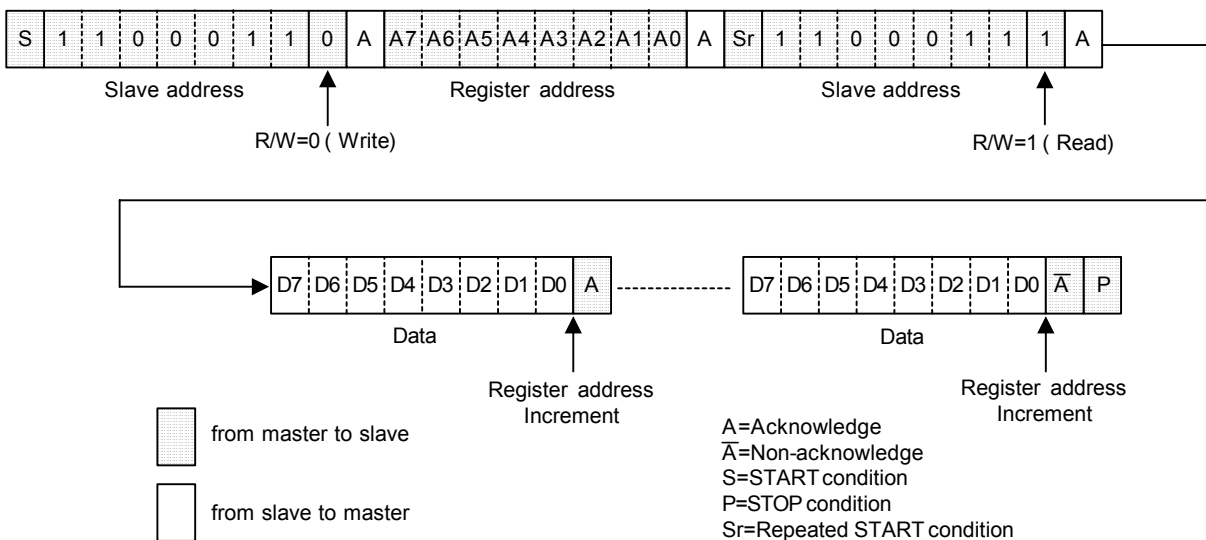 S 1 1 0 0 0 1 1 0 A A7 A6 A5 A4 A3 A2 A1 A0 A Sr 1 1 0 0 0 1 1 1 A
Slave address Register address Slave address
R/W=0 ( Write) R/W=1 ( Read)
D7 D6 D5 D4 D3 D2 D1 D0 A D7 D6 D5 D4 D3 D2 D1 D0 A̅ P
Data Data
Register address
Increment
Register address
Increment
from master to slave
from slave to master
A=Acknowledge
A̅=Non-acknowledge
S=START condition
P=STOP condition
Sr=Repeated START condition